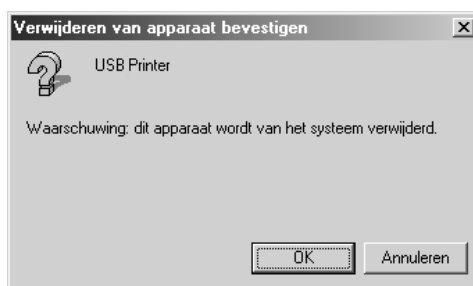 Verwijderen van apparaat bevestigen
USB Printer
Waarschuwing: dit apparaat wordt van het systeem verwijderd.
OK
Annuleren